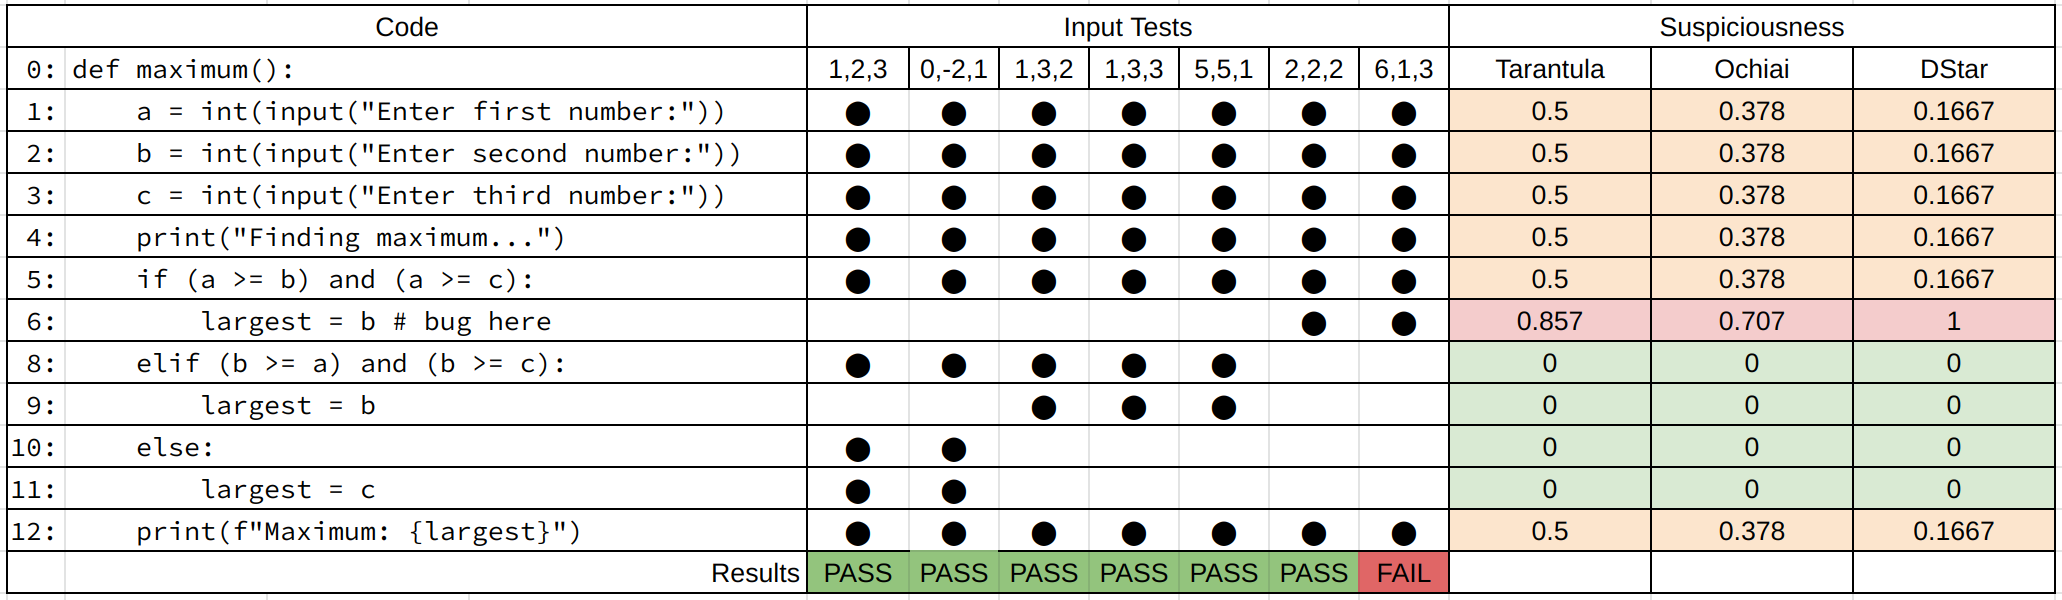 Code Input Tests Suspiciousness
0: def maximum(): 1,2,3 0,-2,1 1,3,2 1,3,3 5,5,1 2,2,2 6,1,3 Tarantula Ochiai DStar
1: a = int(input("Enter first number:")) ● ● ● ● ● ● ● 0.5 0.378 0.1667
2: b = int(input("Enter second number:")) ● ● ● ● ● ● ● 0.5 0.378 0.1667
3: c = int(input("Enter third number:")) ● ● ● ● ● ● ● 0.5 0.378 0.1667
4: print("Finding maximum...") ● ● ● ● ● ● ● 0.5 0.378 0.1667
5: if (a >= b) and (a >= c): ● ● ● ● ● ● ● 0.5 0.378 0.1667
6: largest = b # bug here ● ● 0.857 0.707 1
8: elif (b >= a) and (b >= c): ● ● ● ● ● 0 0 0
9: largest = b ● ● ● 0 0 0
10: else: ● ● 0 0 0
11: largest = c ● ● 0 0 0
12: print(f"Maximum: {largest}") ● ● ● ● ● ● ● 0.5 0.378 0.1667
Results PASS PASS PASS PASS PASS PASS FAIL